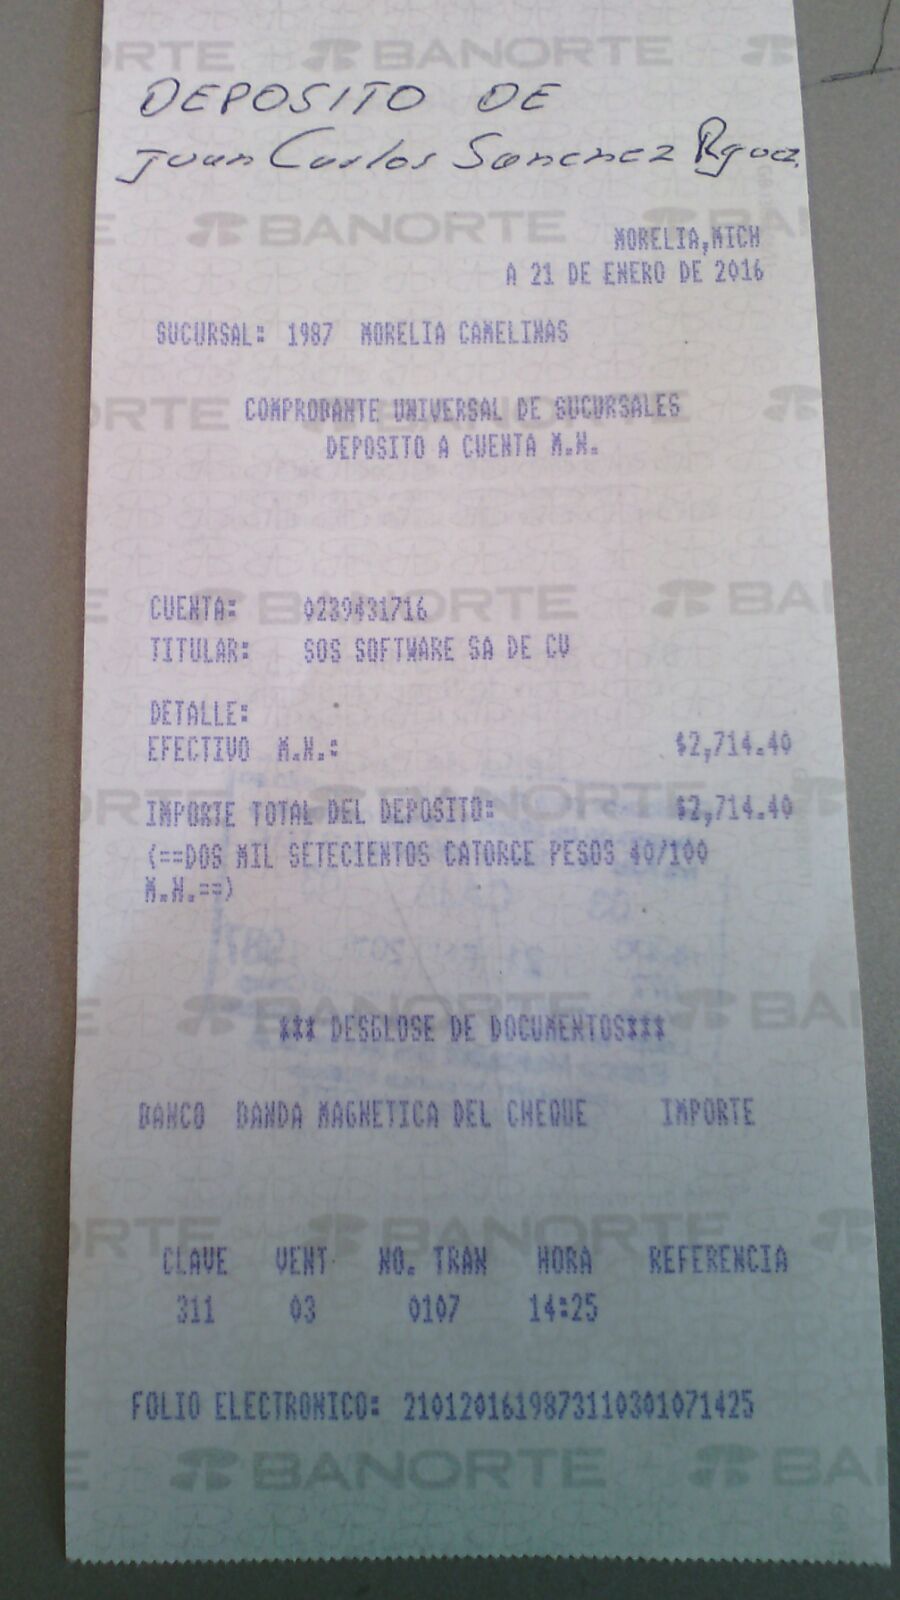 DEPOSITO DE
Juan Carlos Sanchez Rguez.
MORELIA,MICH
A 21 DE ENERO DE 2016
SUCURSAL: 1987 MORELIA CAMELINAS
COMPROBANTE UNIVERSAL DE SUCURSALES
DEPOSITO A CUENTA M.N.
CUENTA: 0239431716
TITULAR: SOS SOFTWARE SA DE CV
DETALLE:
EFECTIVO M.N.: $2,714.40
IMPORTE TOTAL DEL DEPOSITO: $2,714.40
(==DOS MIL SETECIENTOS CATORCE PESOS 40/100
M.N.==)
*** DESGLOSE DE DOCUMENTOS***
BANCO BANDA MAGNETICA DEL CHEQUE IMPORTE
CLAVE VENT NO. TRAN HORA REFERENCIA
311 03 0107 14:25
FOLIO ELECTRONICO: 2101201619873110301071425
BANORTE